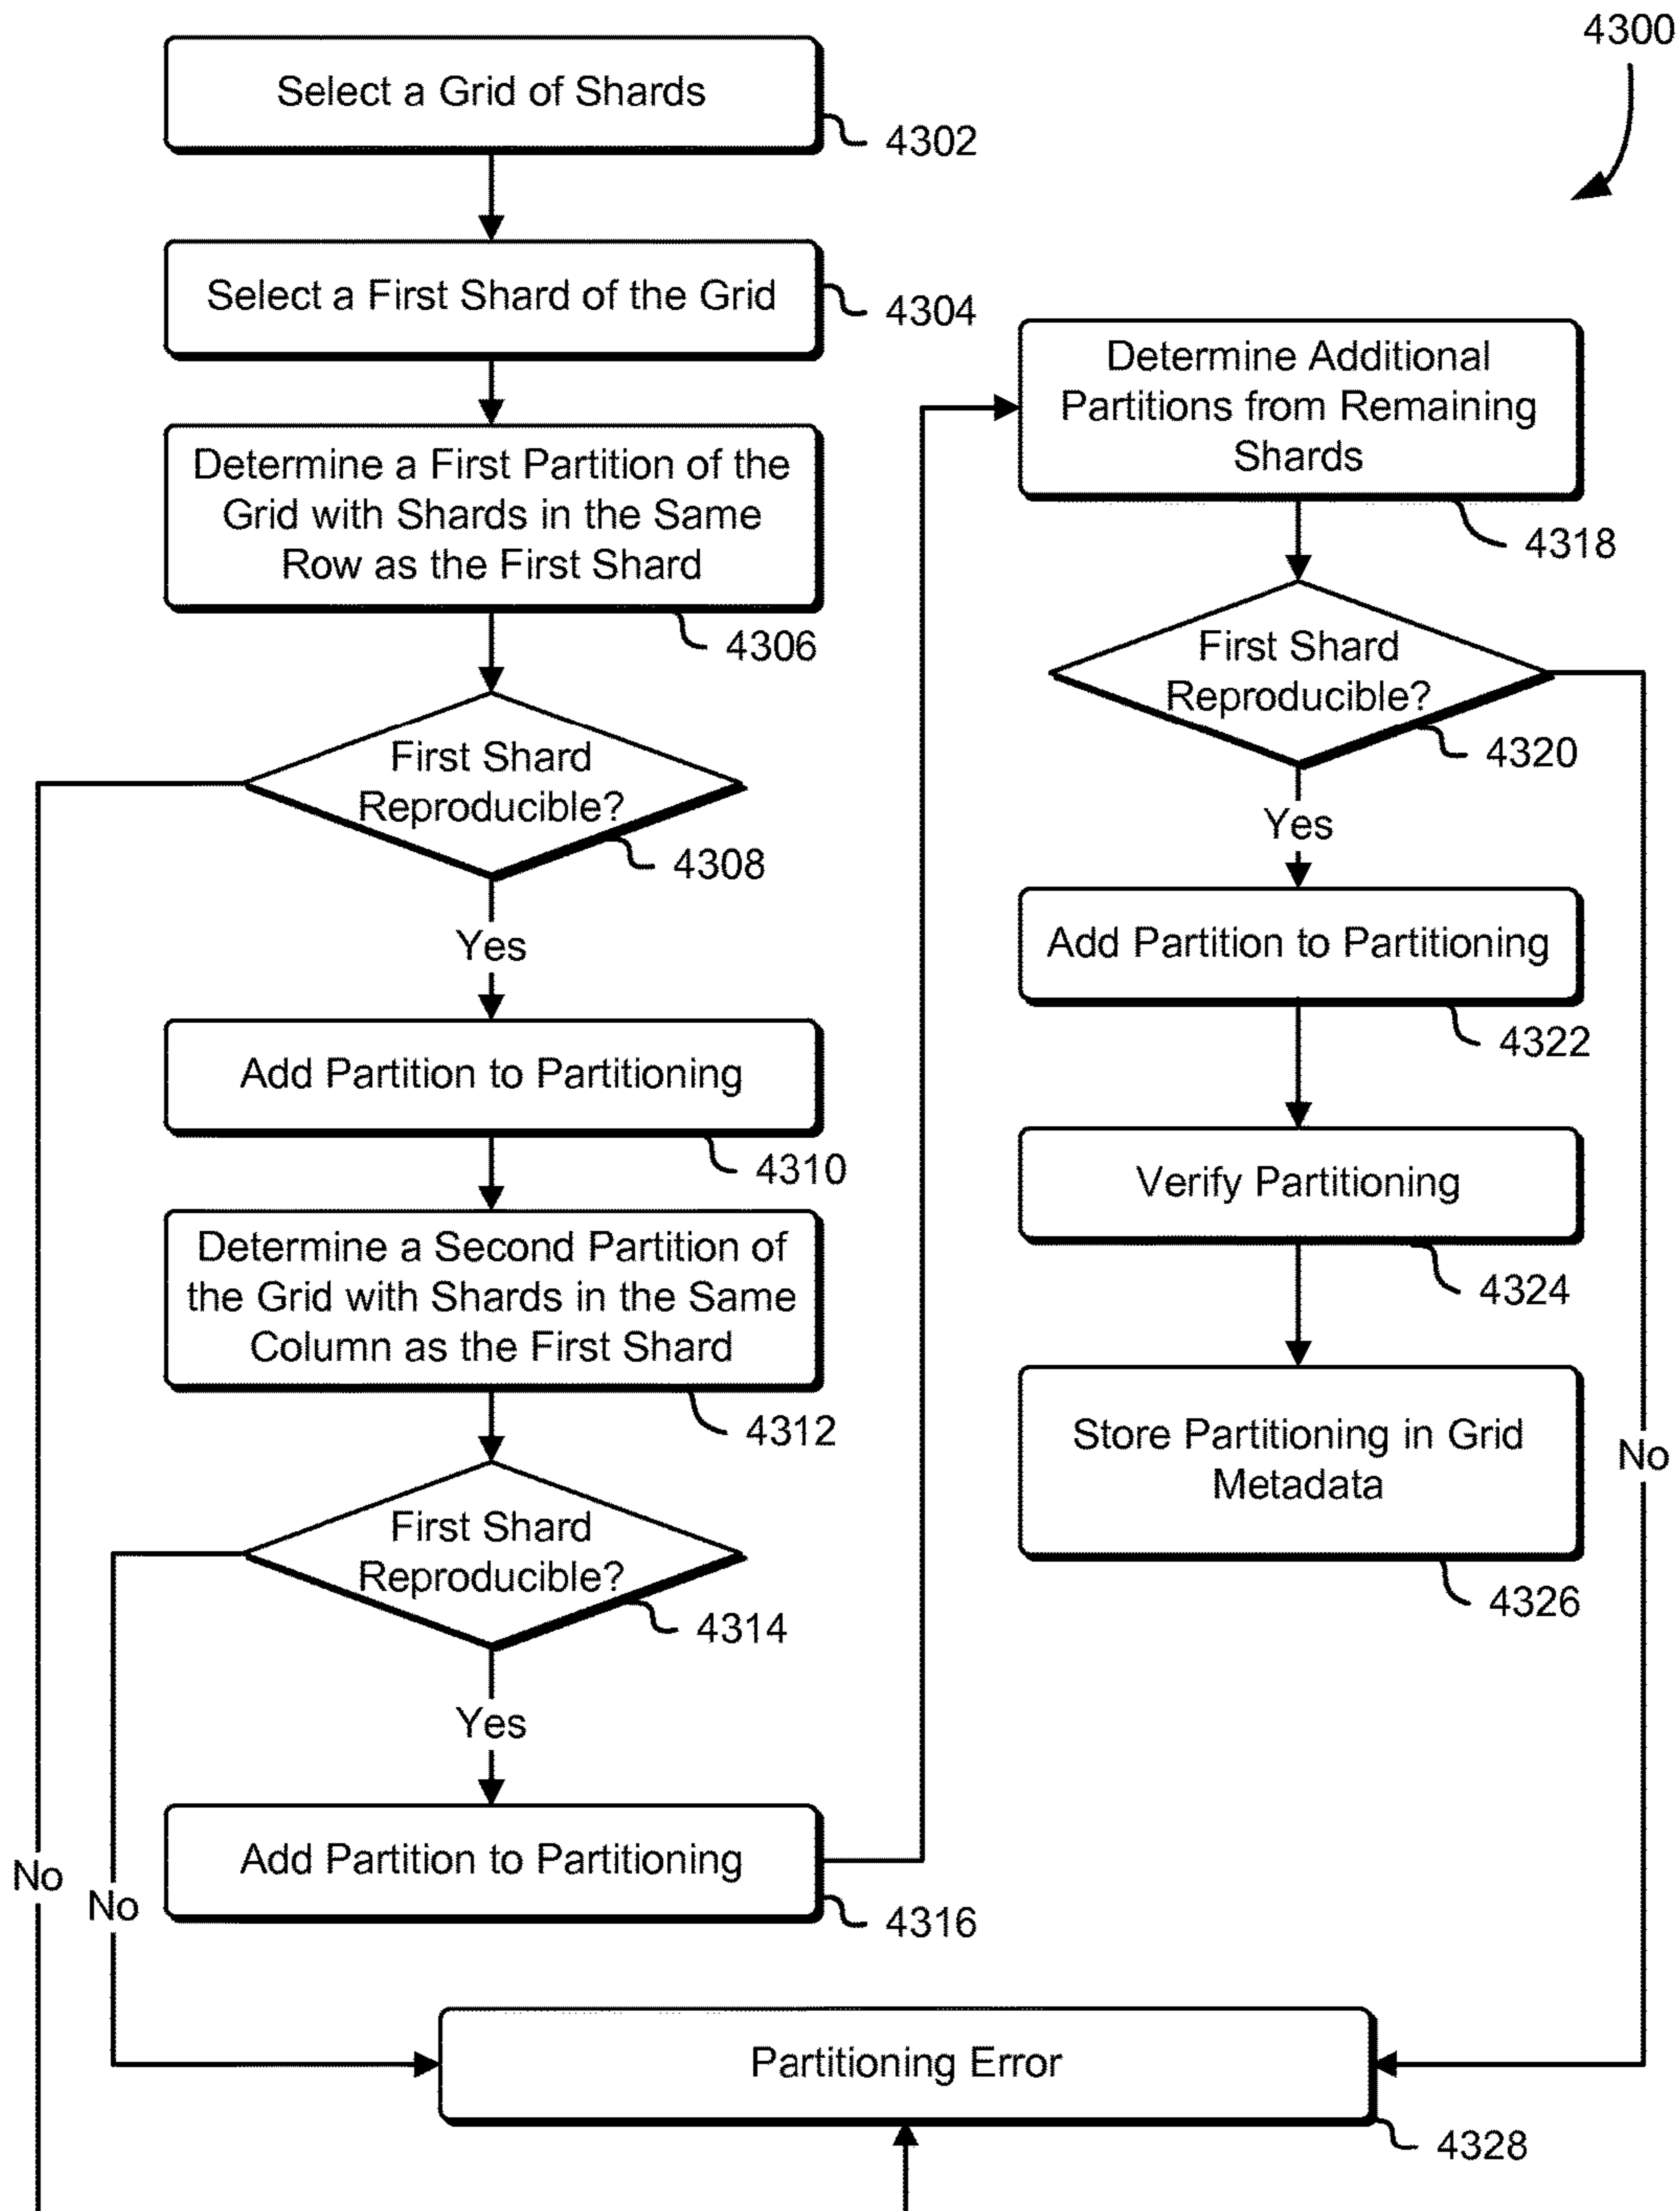 4300
Select a Grid of Shards
4302
Select a First Shard of the Grid
4304
Determine a First Partition of the
Grid with Shards in the Same
Row as the First Shard
4306
First Shard
Reproducible?
4308
Yes
Add Partition to Partitioning
4310
Determine a Second Partition of
the Grid with Shards in the Same
Column as the First Shard
4312
First Shard
Reproducible?
4314
Yes
Add Partition to Partitioning
4316
No
No
Determine Additional
Partitions from Remaining
Shards
4318
First Shard
Reproducible?
4320
Yes
Add Partition to Partitioning
4322
Verify Partitioning
4324
Store Partitioning in Grid
Metadata
4326
No
Partitioning Error
4328